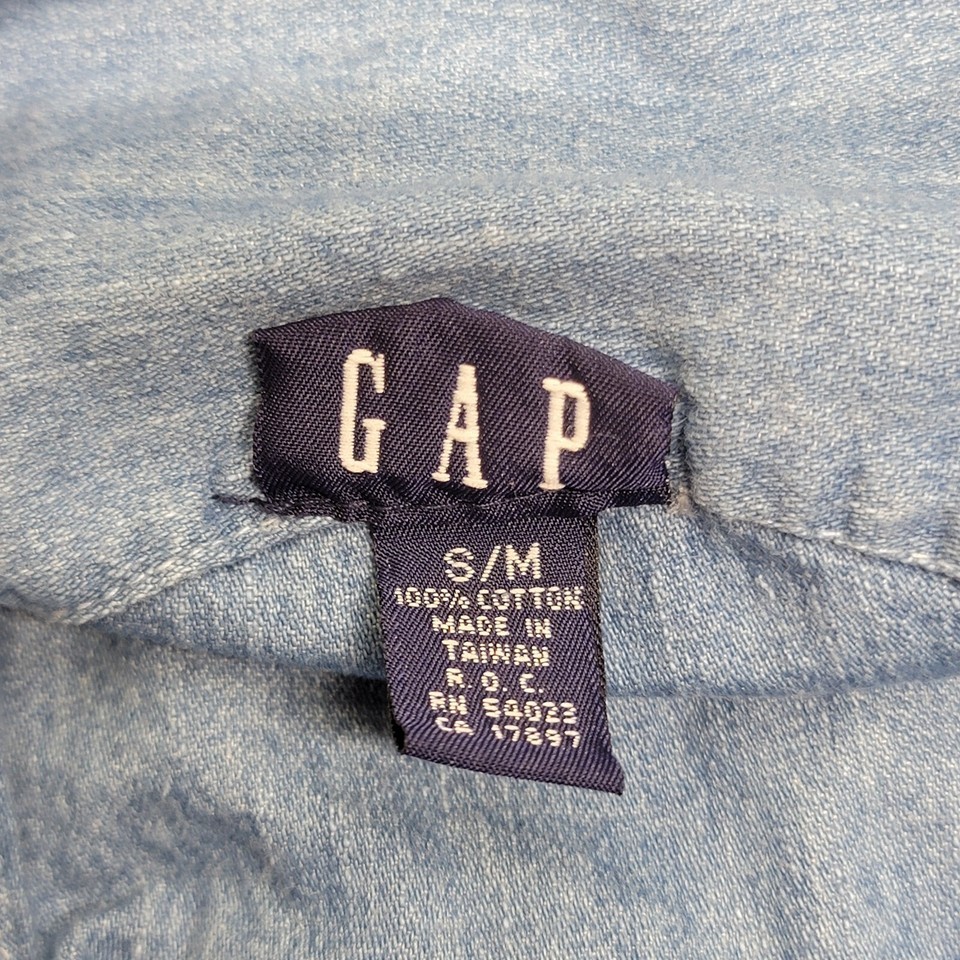 GAP
S/M
100% COTTON
MADE IN
TAIWAN
R.O.C.
RN 54023
CA 17897